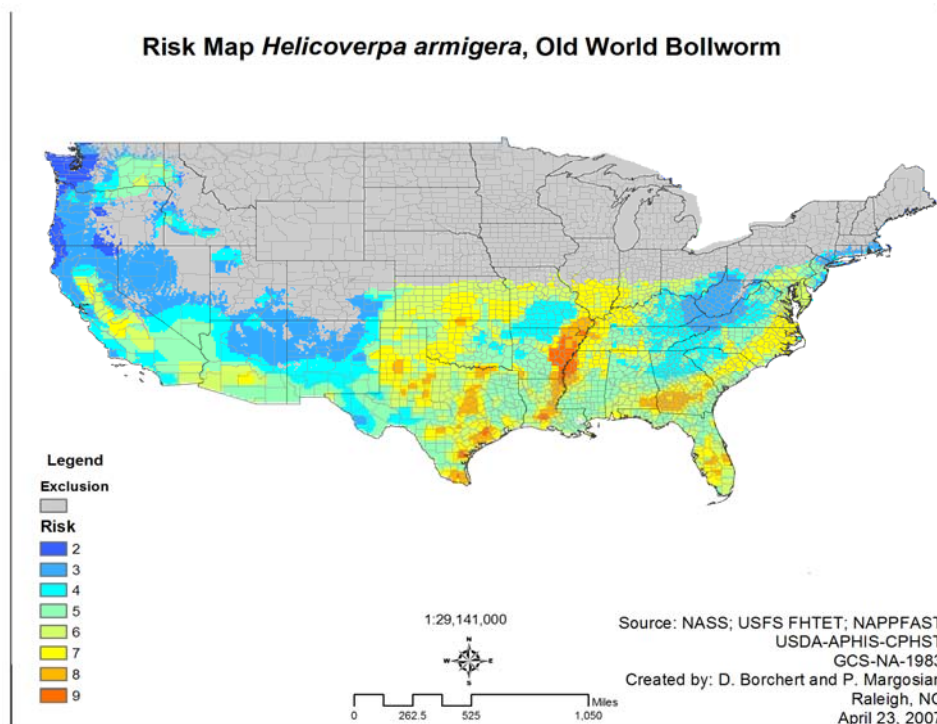 Risk Map Helicoverpa armigera, Old World Bollworm
Legend
Exclusion
Risk
2
3
4
5
6
7
8
9
1:29,141,000
N
W E
S
Miles
0 262.5 525 1,050
Source: NASS; USFS FHTET; NAPPFAST
USDA-APHIS-CPHST
GCS-NA-1983
Created by: D. Borchert and P. Margosian
Raleigh, NC
April 23, 2007